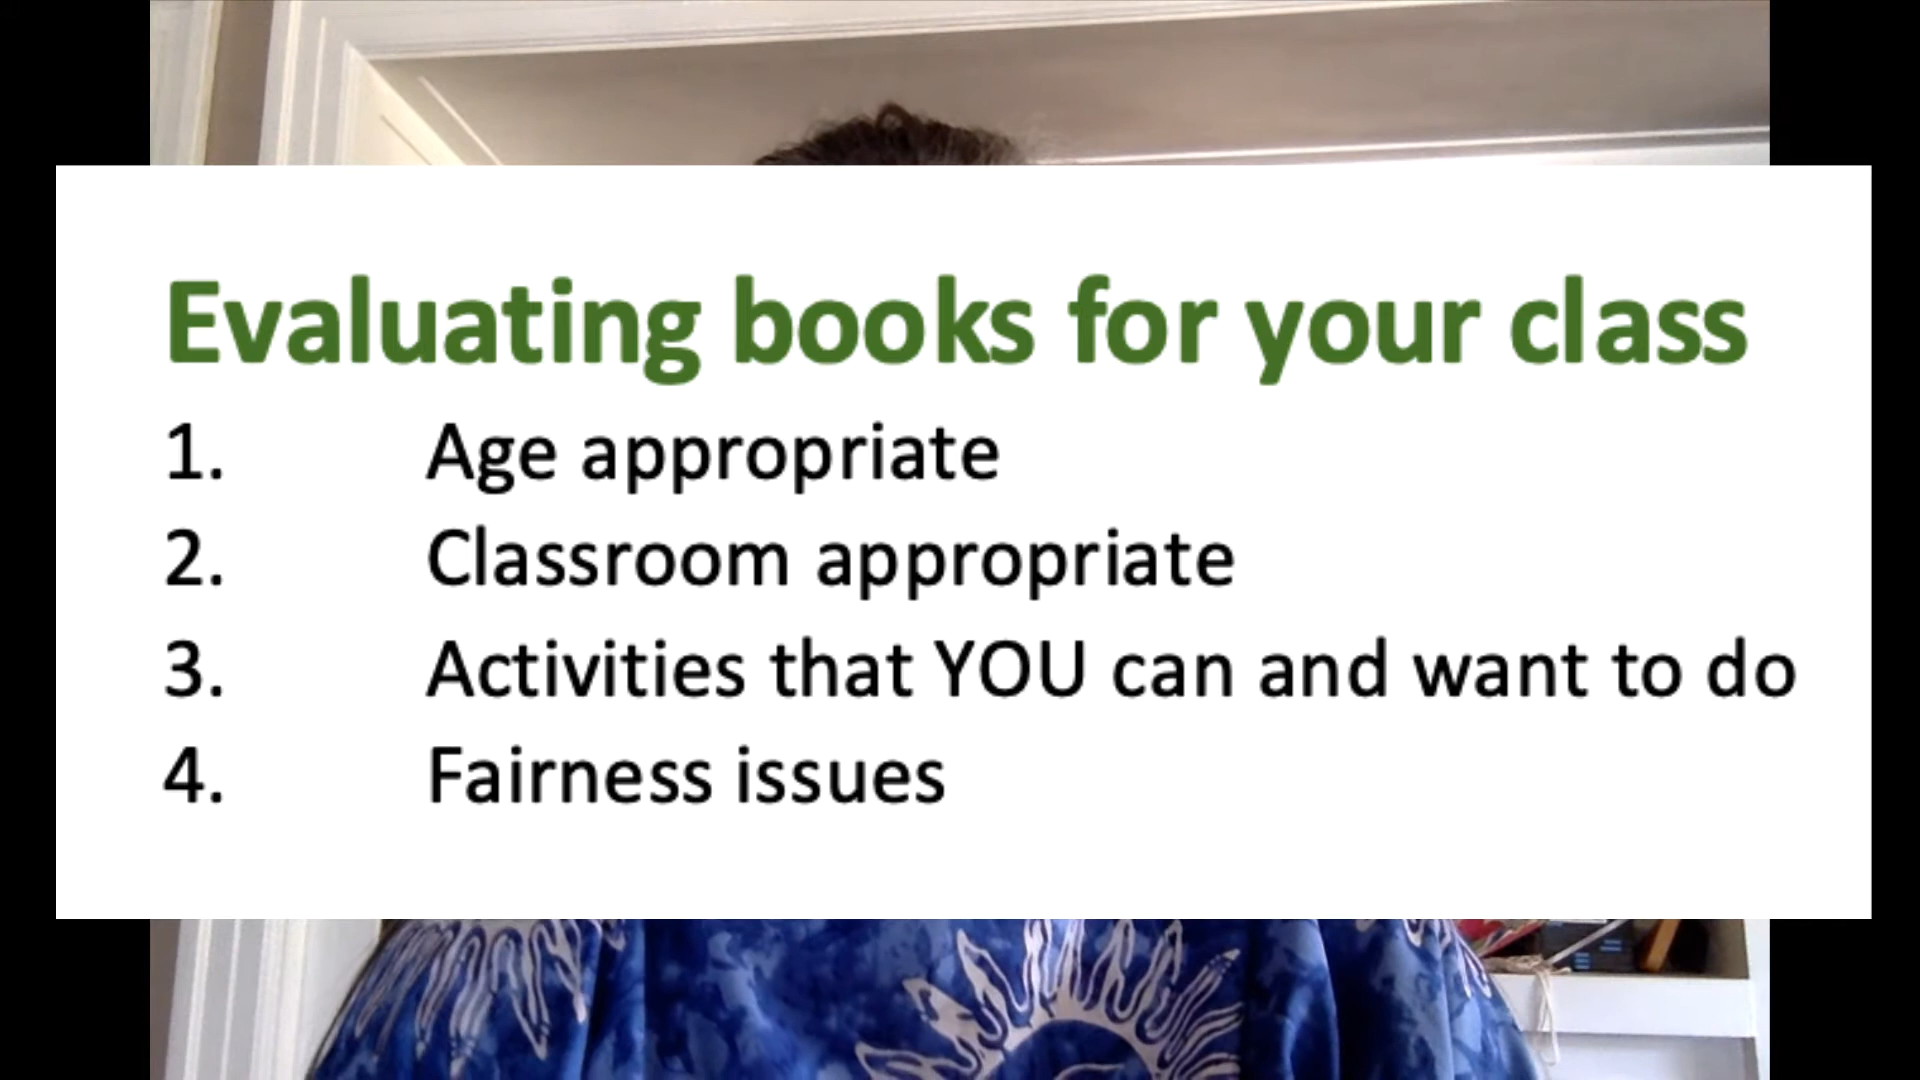 Evaluating books for your class
1. Age appropriate
2. Classroom appropriate
3. Activities that YOU can and want to do
4. Fairness issues